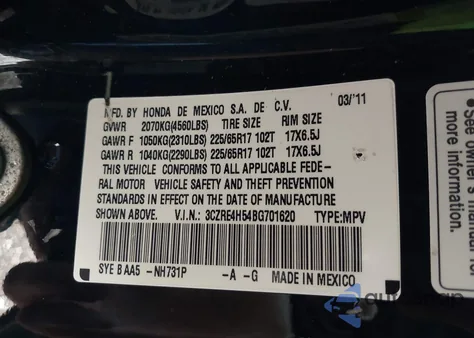 MFD. BY HONDA DE MEXICO S.A. DE C.V. 03/'11
GVWR 2070KG(4560LBS) TIRE SIZE RIM SIZE
GAWR F 1050KG(2310LBS) 225/65R17 102T 17X6.5J
GAWR R 1040KG(2290LBS) 225/65R17 102T 17X6.5J
THIS VEHICLE CONFORMS TO ALL APPLICABLE FEDE-
RAL MOTOR VEHICLE SAFETY AND THEFT PREVENTION
STANDARDS IN EFFECT ON THE DATE OF MANUFACTURE
SHOWN ABOVE. V.I.N.: 3CZRE4H54BG701620 TYPE:MPV
SYE B AA5 -NH731P -A -G MADE IN MEXICO
See owner's